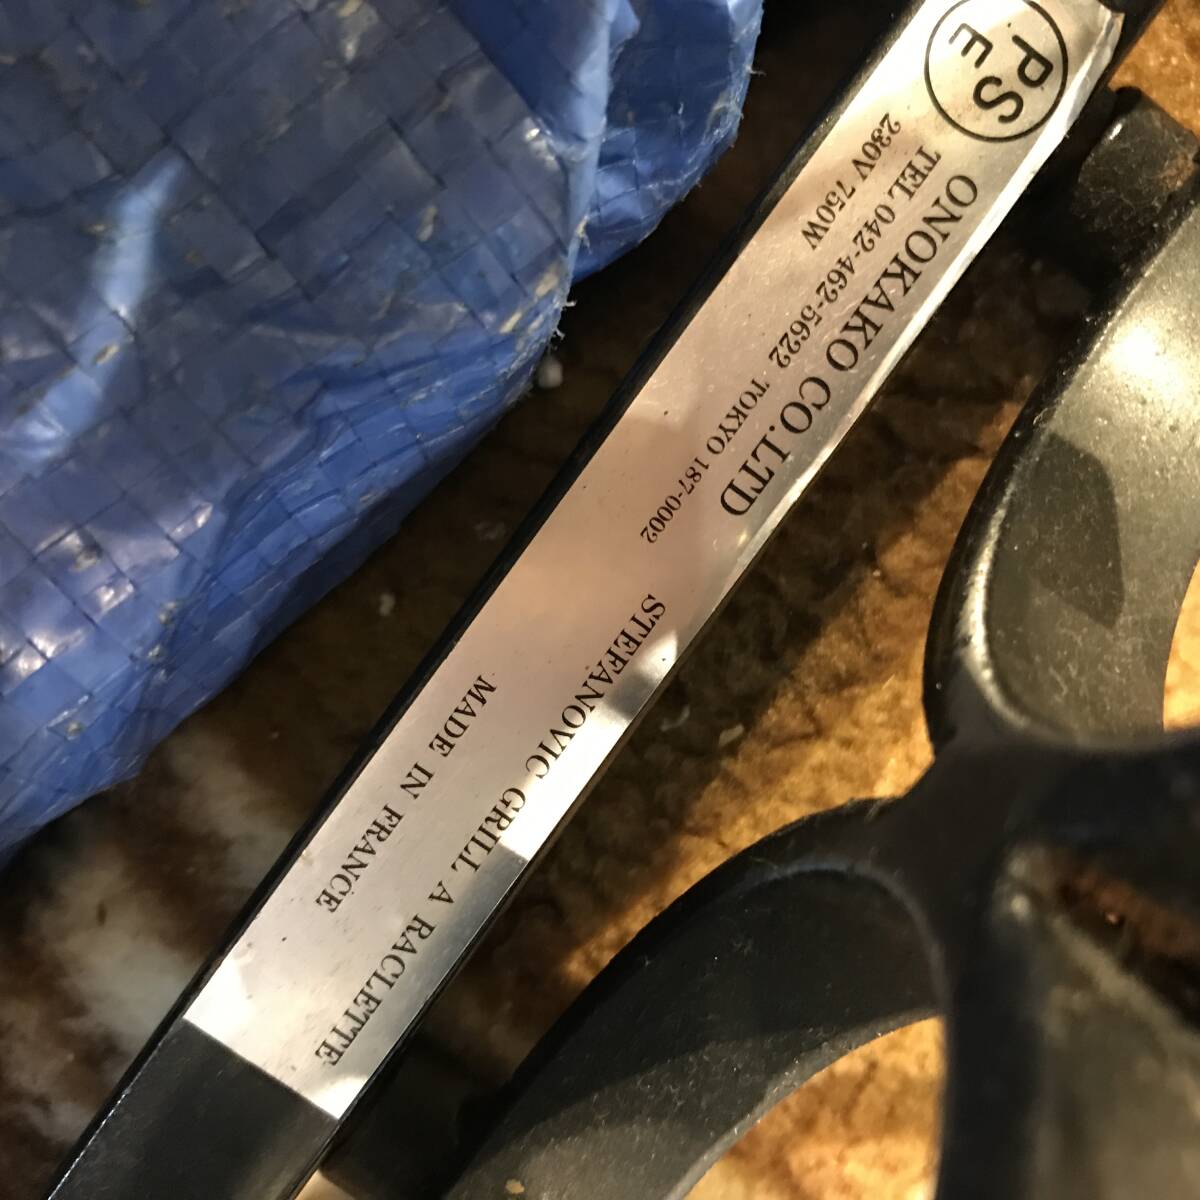 PS
E
ONOKAKO CO.LTD
TEL 042-462-5622 TOKYO 187-0002
230V 750W
STEFANOVIC GRILL A RACLETTE
MADE IN FRANCE